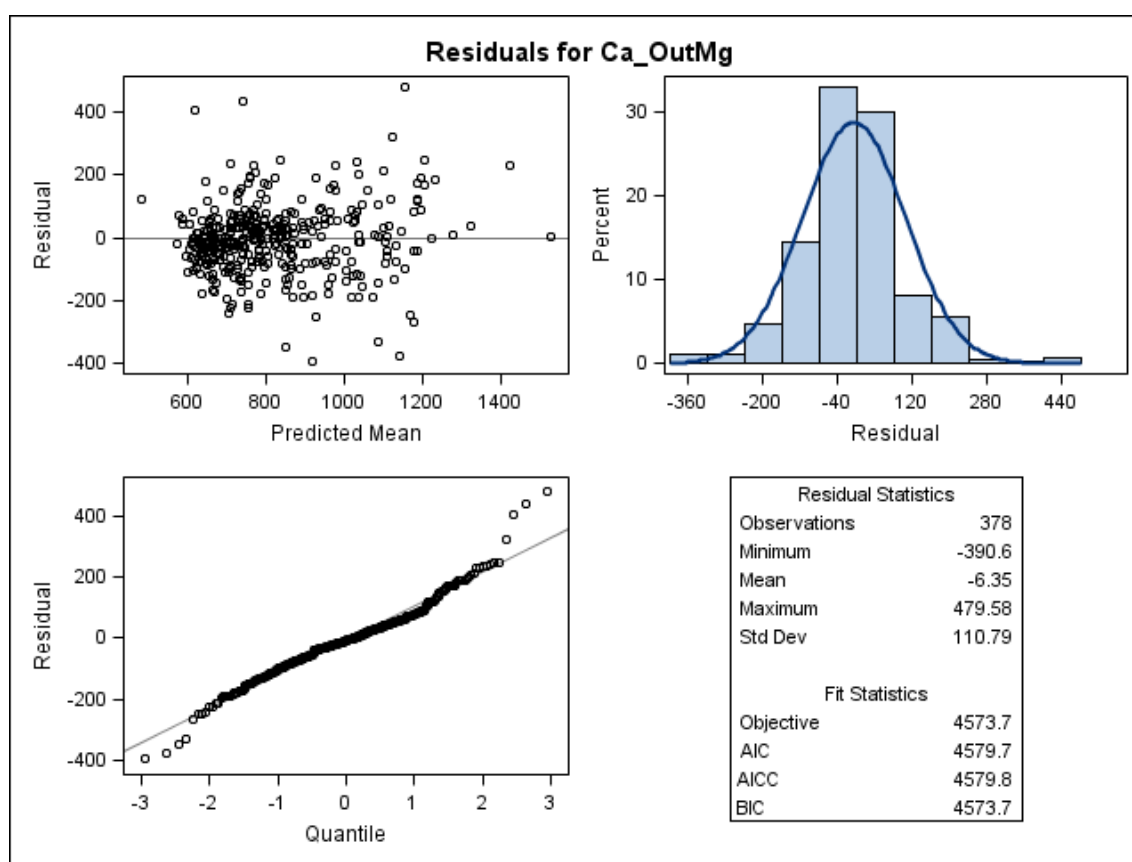 Residuals for Ca_OutMg
400
200
0
-200
-400
Residual
600 800 1000 1200 1400
Predicted Mean
30
20
10
0
Percent
-360 -200 -40 120 280 440
Residual
400
200
0
-200
-400
Residual
-3 -2 -1 0 1 2 3
Quantile
Residual Statistics
Observations 378
Minimum -390.6
Mean -6.35
Maximum 479.58
Std Dev 110.79
Fit Statistics
Objective 4573.7
AIC 4579.7
AICC 4579.8
BIC 4573.7